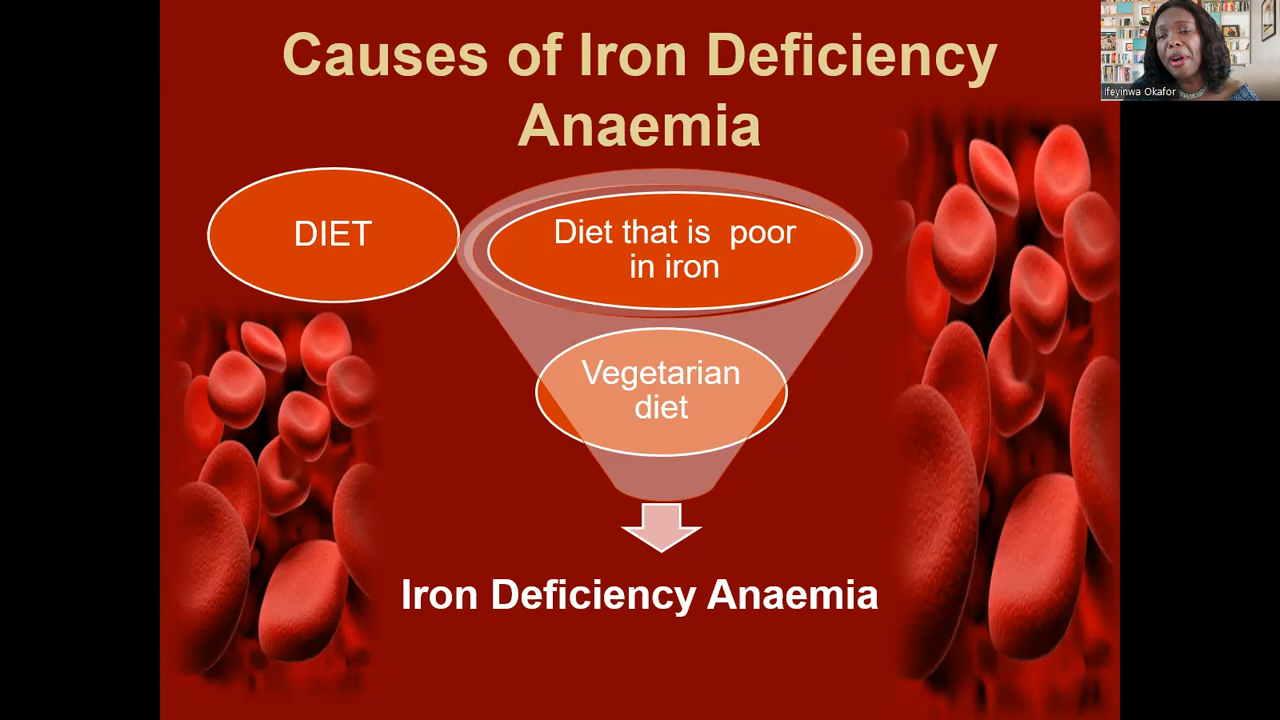 Causes of Iron Deficiency
Anaemia
Ifeyinwa Okafor
DIET
Diet that is  poor
in iron
Vegetarian
diet
Iron Deficiency Anaemia